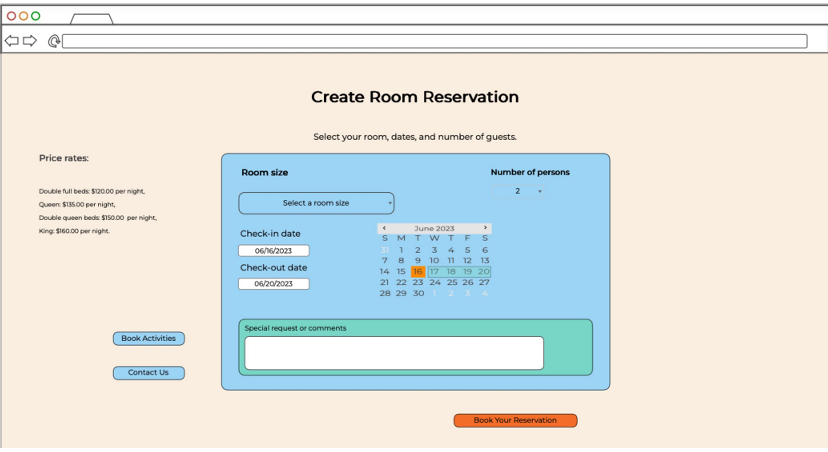 Create Room Reservation
Select your room, dates, and number of guests.
Price rates:
Double full beds: $120.00 per night,
Queen: $135.00 per night,
Double queen beds: $150.00 per night,
King: $160.00 per night.
Room size
Number of persons
Select a room size
2
Check-in date
06/16/2023
Check-out date
06/20/2023
June 2023
S M T W T F S
31 1 2 3 4 5 6
7 8 9 10 11 12 13
14 15 16 17 18 19 20
21 22 23 24 25 26 27
28 29 30 1 2 3 4
Special request or comments
Book Activities
Contact Us
Book Your Reservation